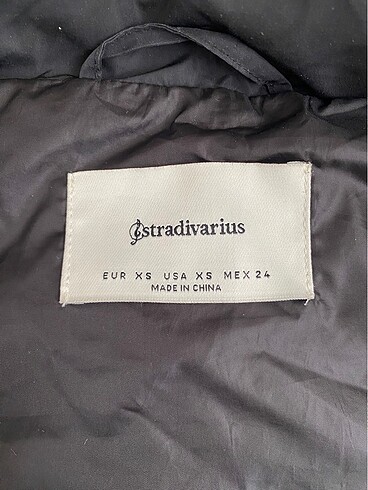 stradivarius
EUR XS USA XS MEX 24
MADE IN CHINA